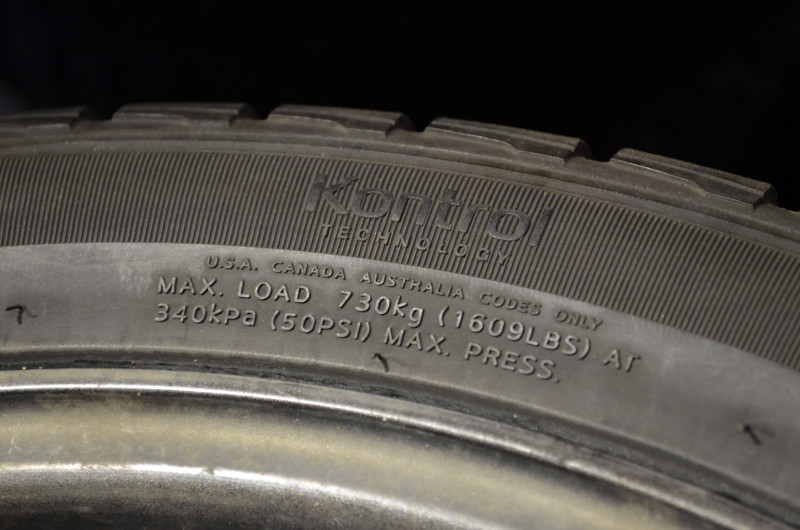 Kontrol
TECHNOLOGY
U.S.A. CANADA AUSTRALIA CODES ONLY
MAX. LOAD 730kg (1609LBS) AT
340kPa (50PSI) MAX. PRESS.